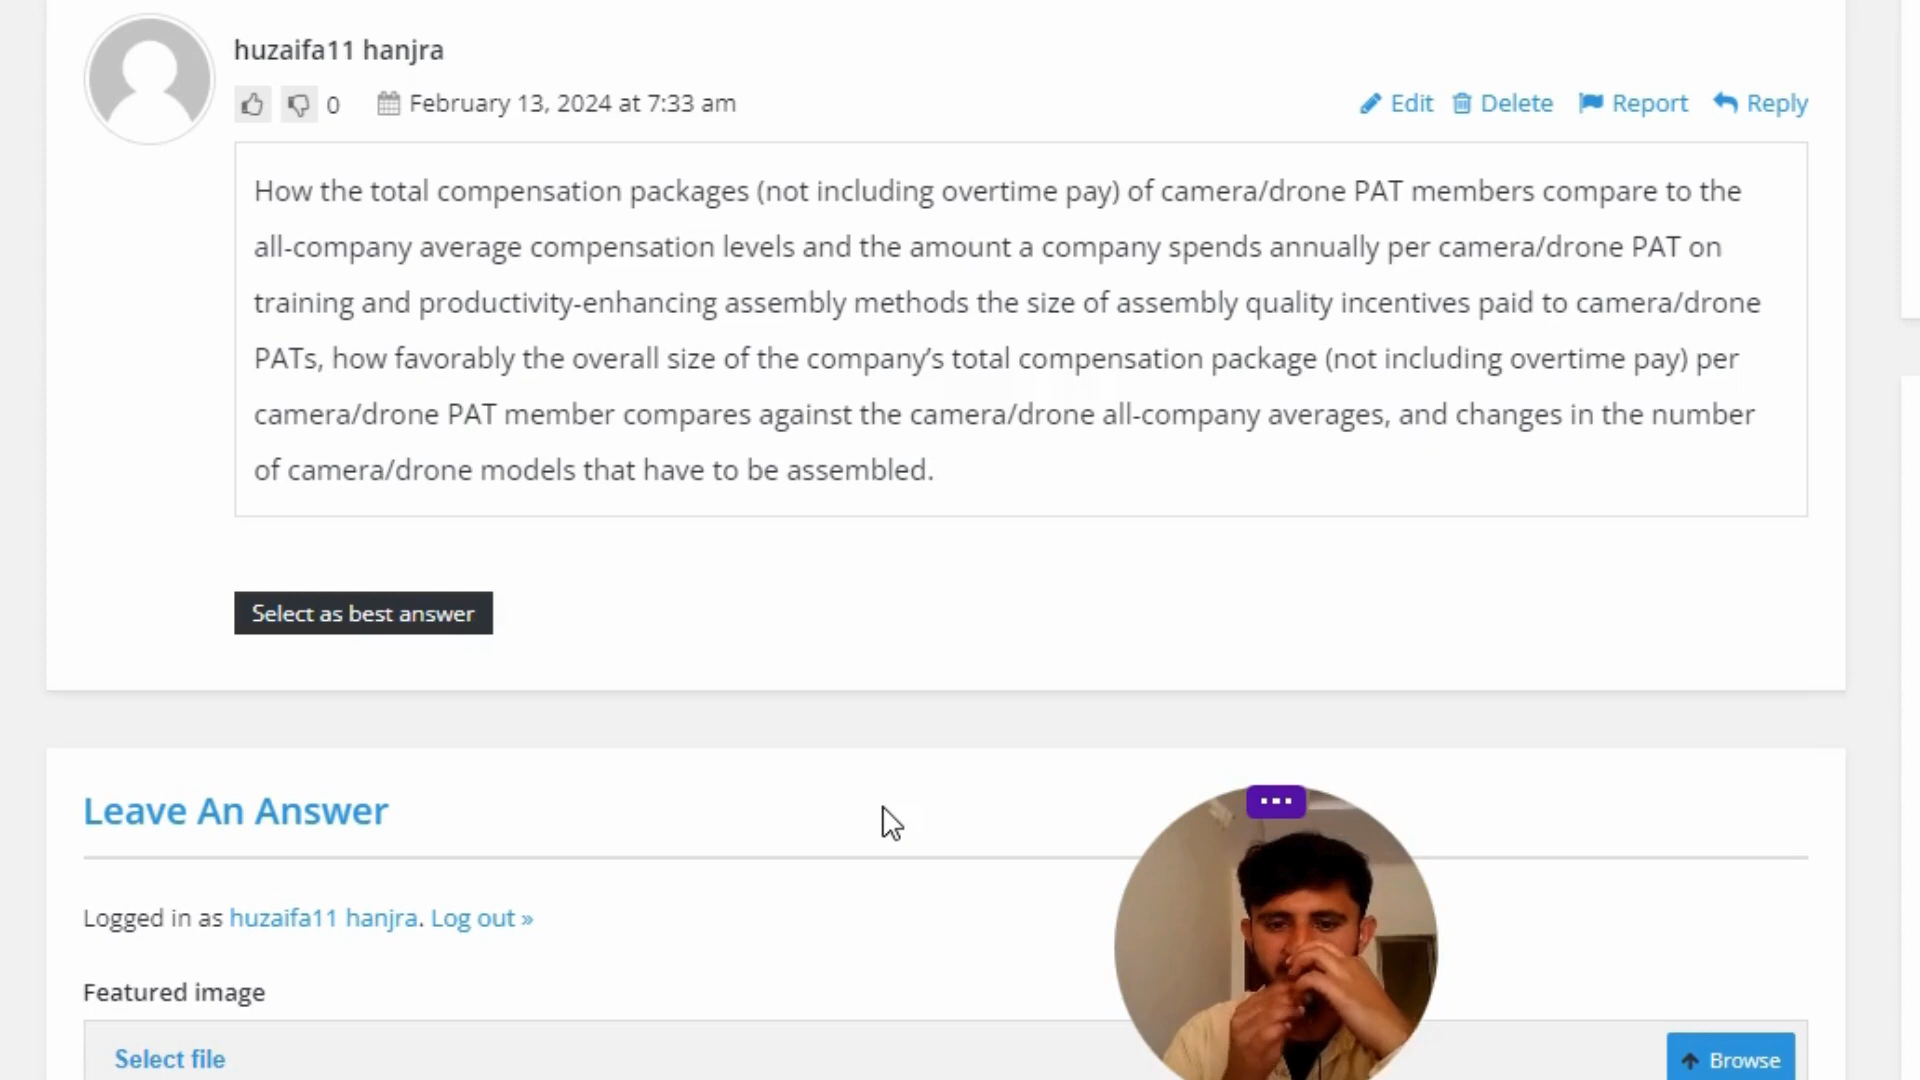 huzaifa11 hanjra
0 February 13, 2024 at 7:33 am Edit Delete Report Reply
How the total compensation packages (not including overtime pay) of camera/drone PAT members compare to the
all-company average compensation levels and the amount a company spends annually per camera/drone PAT on
training and productivity-enhancing assembly methods the size of assembly quality incentives paid to camera/drone
PATs, how favorably the overall size of the company’s total compensation package (not including overtime pay) per
camera/drone PAT member compares against the camera/drone all-company averages, and changes in the number
of camera/drone models that have to be assembled.
Select as best answer
Leave An Answer
Logged in as huzaifa11 hanjra. Log out »
Featured image
Select file
Browse